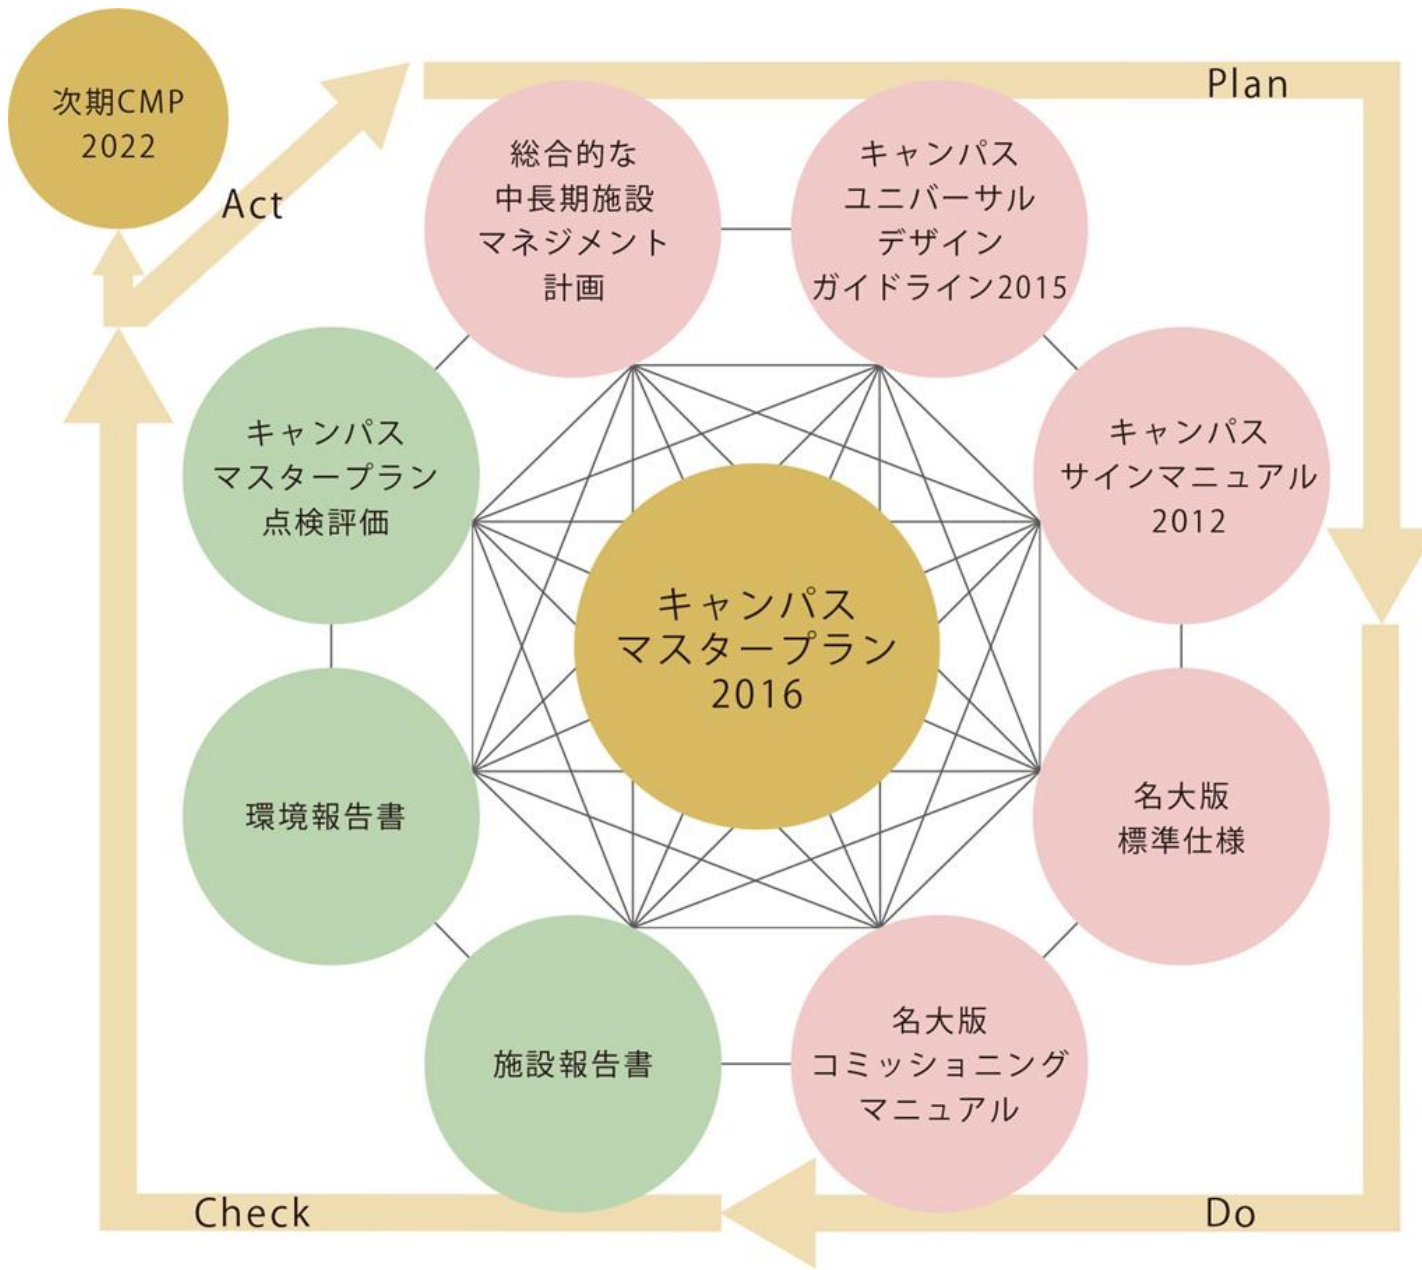 次期CMP
2022
Act
Plan
総合的な
中長期施設
マネジメント
計画
キャンパス
ユニバーサル
デザイン
ガイドライン2015
キャンパス
マスタープラン
点検評価
キャンパス
サインマニュアル
2012
キャンパス
マスタープラン
2016
環境報告書
名大版
標準仕様
施設報告書
名大版
コミッショニング
マニュアル
Check
Do